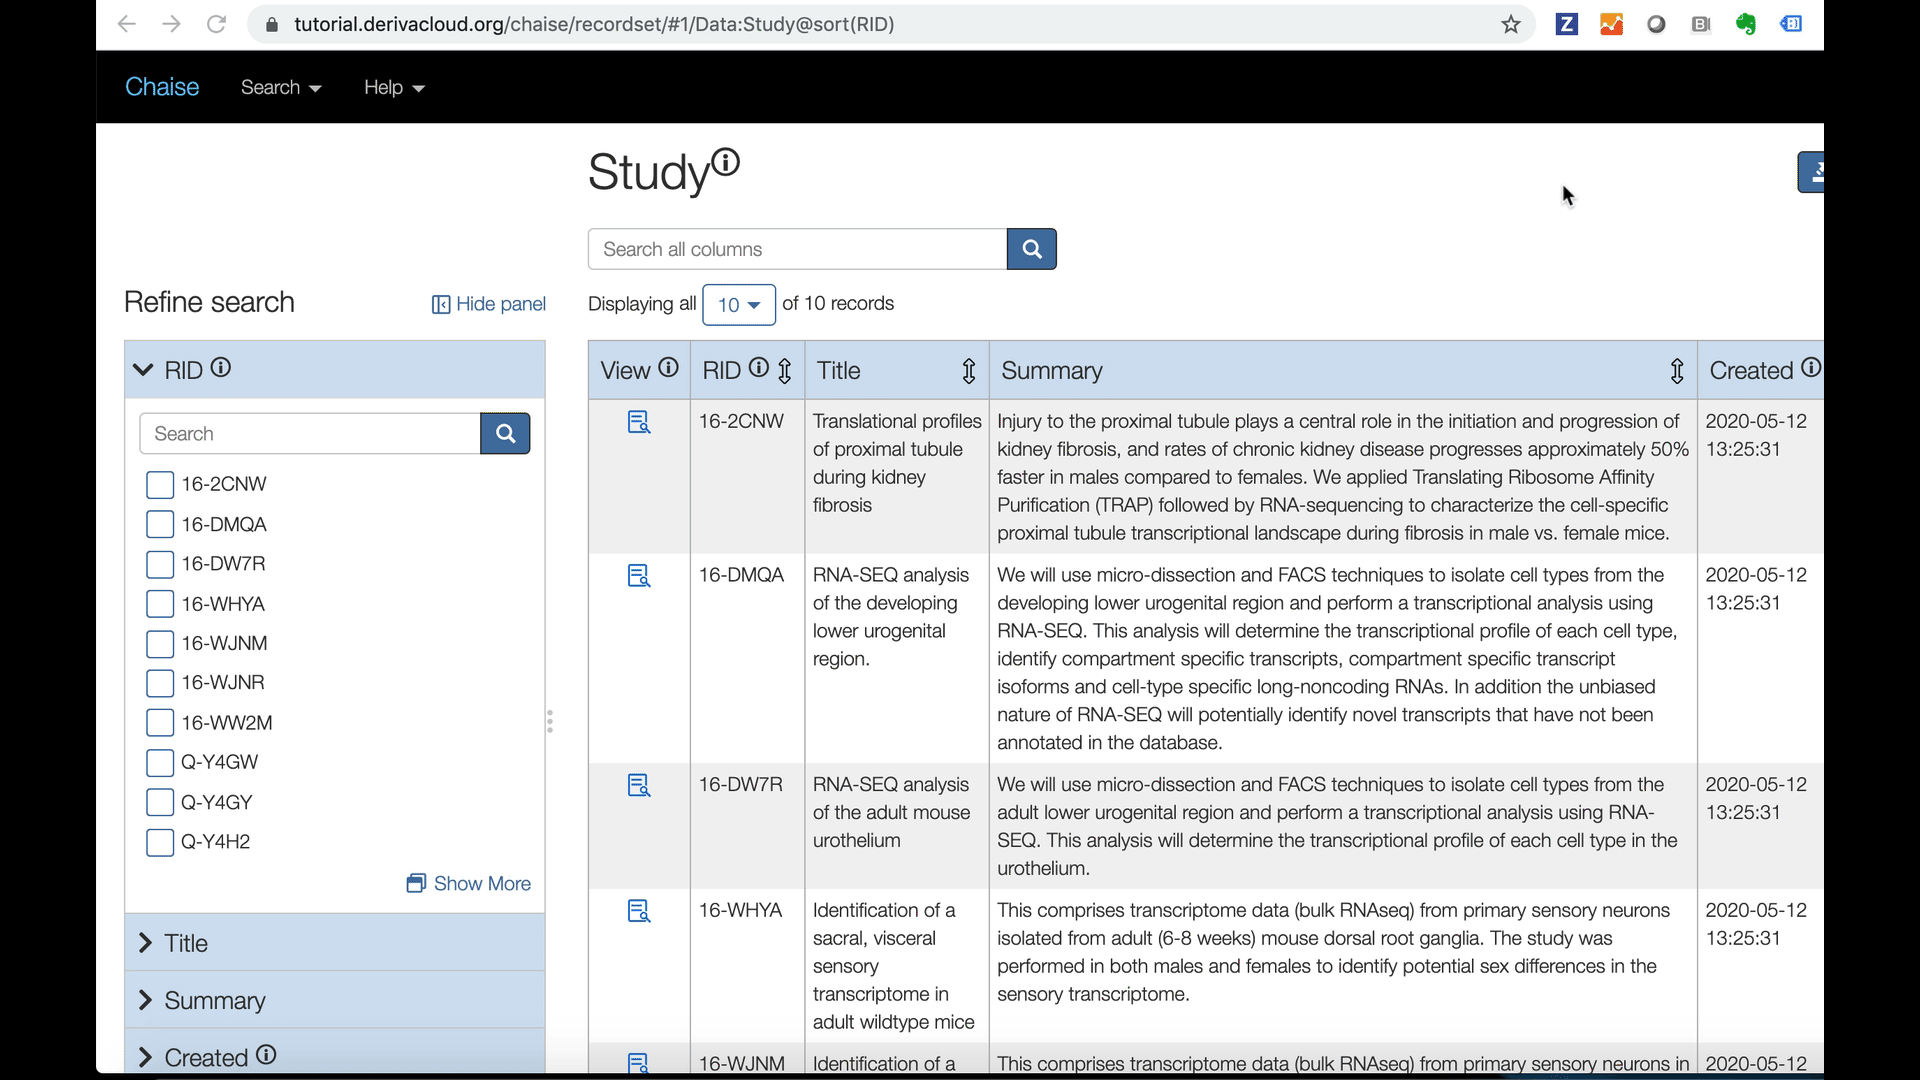 tutorial.derivacloud.org/chaise/recordset/#1/Data:Study@sort(RID)
Chaise Search Help
Study
Search all columns
Refine search Hide panel Displaying all 10 of 10 records
RID
Search
16-2CNW
16-DMQA
16-DW7R
16-WHYA
16-WJNM
16-WJNR
16-WW2M
Q-Y4GW
Q-Y4GY
Q-Y4H2
Show More
Title
Summary
Created
View RID Title Summary Created
16-2CNW Translational profiles Injury to the proximal tubule plays a central role in the initiation and progression of 2020-05-12
of proximal tubule kidney fibrosis, and rates of chronic kidney disease progresses approximately 50% 13:25:31
during kidney faster in males compared to females. We applied Translating Ribosome Affinity
fibrosis Purification (TRAP) followed by RNA-sequencing to characterize the cell-specific
proximal tubule transcriptional landscape during fibrosis in male vs. female mice.
16-DMQA RNA-SEQ analysis We will use micro-dissection and FACS techniques to isolate cell types from the 2020-05-12
of the developing developing lower urogenital region and perform a transcriptional analysis using 13:25:31
lower urogenital RNA-SEQ. This analysis will determine the transcriptional profile of each cell type,
region. identify compartment specific transcripts, compartment specific transcript
isoforms and cell-type specific long-noncoding RNAs. In addition the unbiased
nature of RNA-SEQ will potentially identify novel transcripts that have not been
annotated in the database.
16-DW7R RNA-SEQ analysis We will use micro-dissection and FACS techniques to isolate cell types from the 2020-05-12
of the adult mouse adult lower urogenital region and perform a transcriptional analysis using RNA- 13:25:31
urothelium SEQ. This analysis will determine the transcriptional profile of each cell type in the
urothelium.
16-WHYA Identification of a This comprises transcriptome data (bulk RNAseq) from primary sensory neurons 2020-05-12
sacral, visceral isolated from adult (6-8 weeks) mouse dorsal root ganglia. The study was 13:25:31
sensory performed in both males and females to identify potential sex differences in the
transcriptome in sensory transcriptome.
adult wildtype mice
16-WJNM Identification of a This comprises transcriptome data (bulk RNAseq) from primary sensory neurons in 2020-05-12